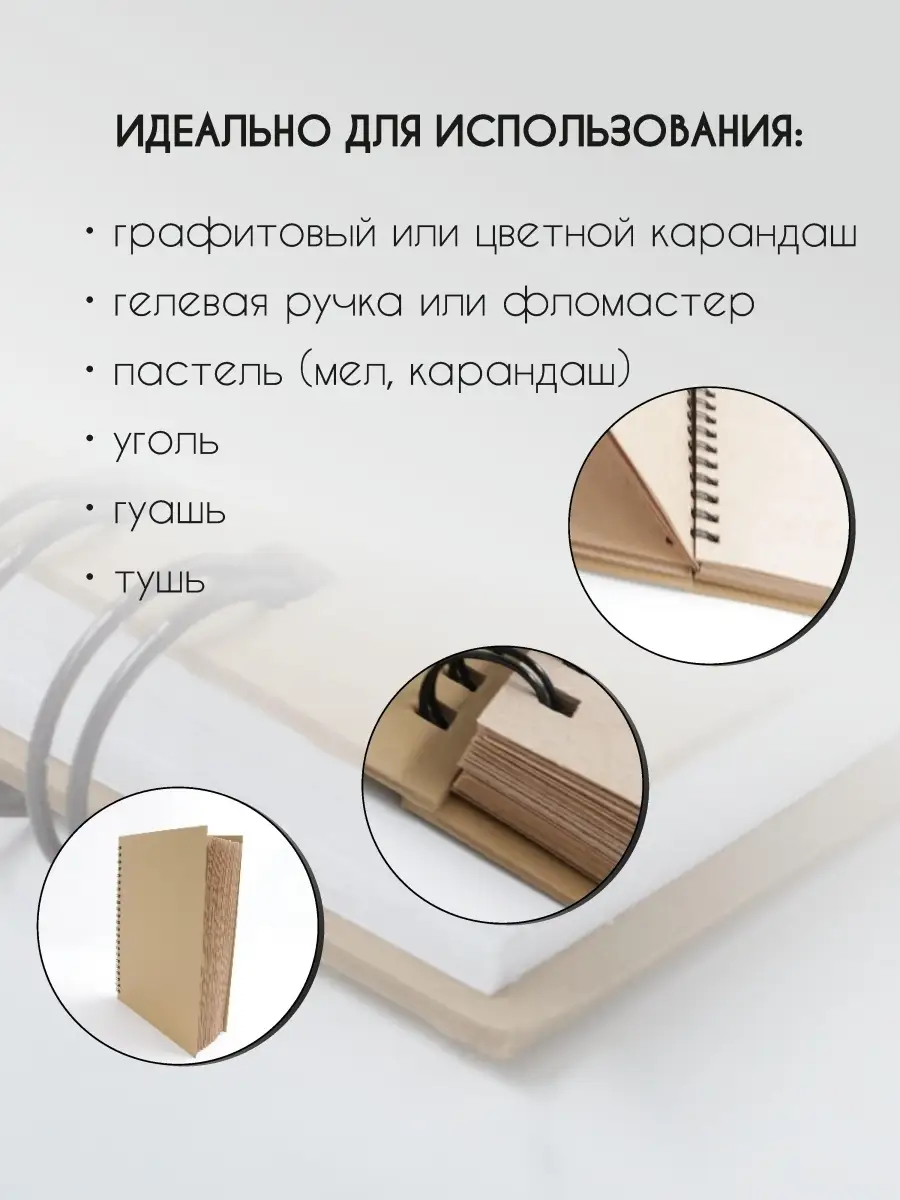 ИДЕАЛЬНО ДЛЯ ИСПОЛЬЗОВАНИЯ:
• графитовый или цветной карандаш
• гелевая ручка или фломастер
• пастель (мел, карандаш)
• уголь
• гуашь
• тушь